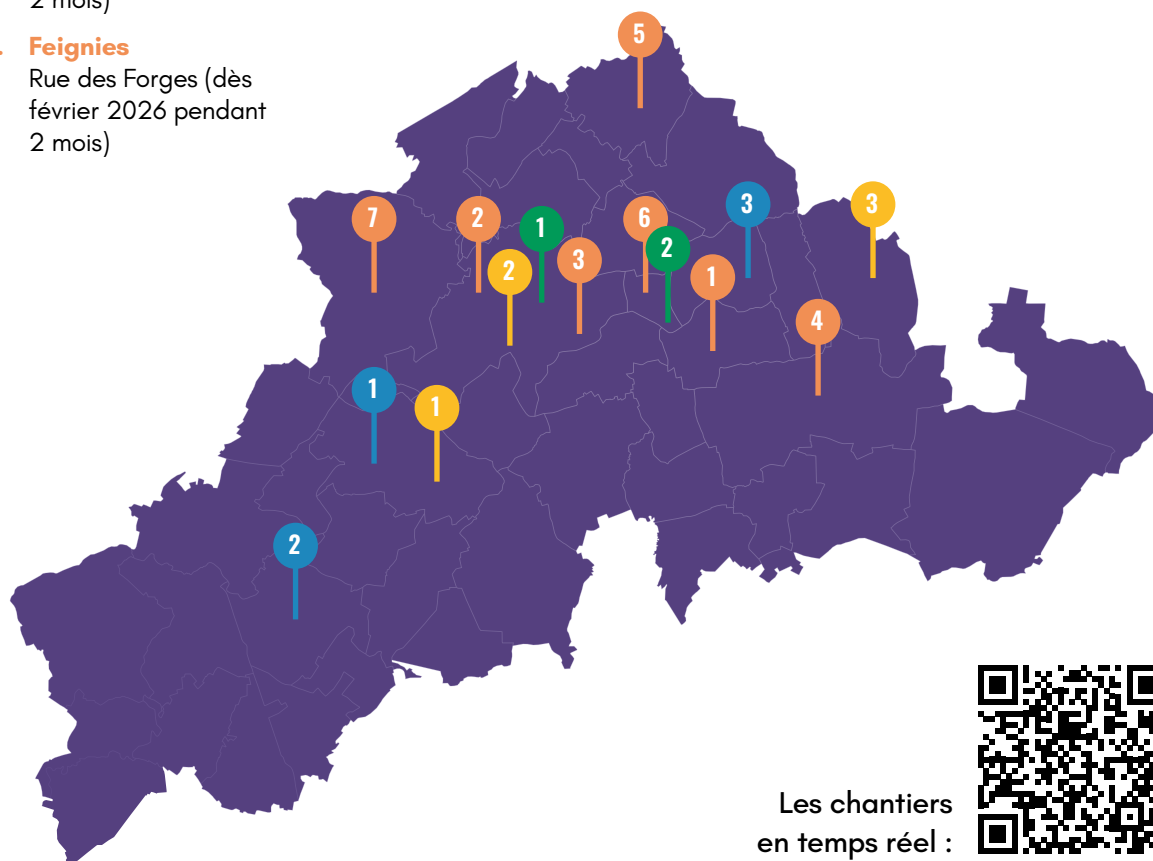 2 mois)
. Feignies
Rue des Forges (dès
février 2026 pendant
2 mois)
5
7
2
1
6
3
3
2
3
2
1
4
1
1
2
Les chantiers
en temps réel :